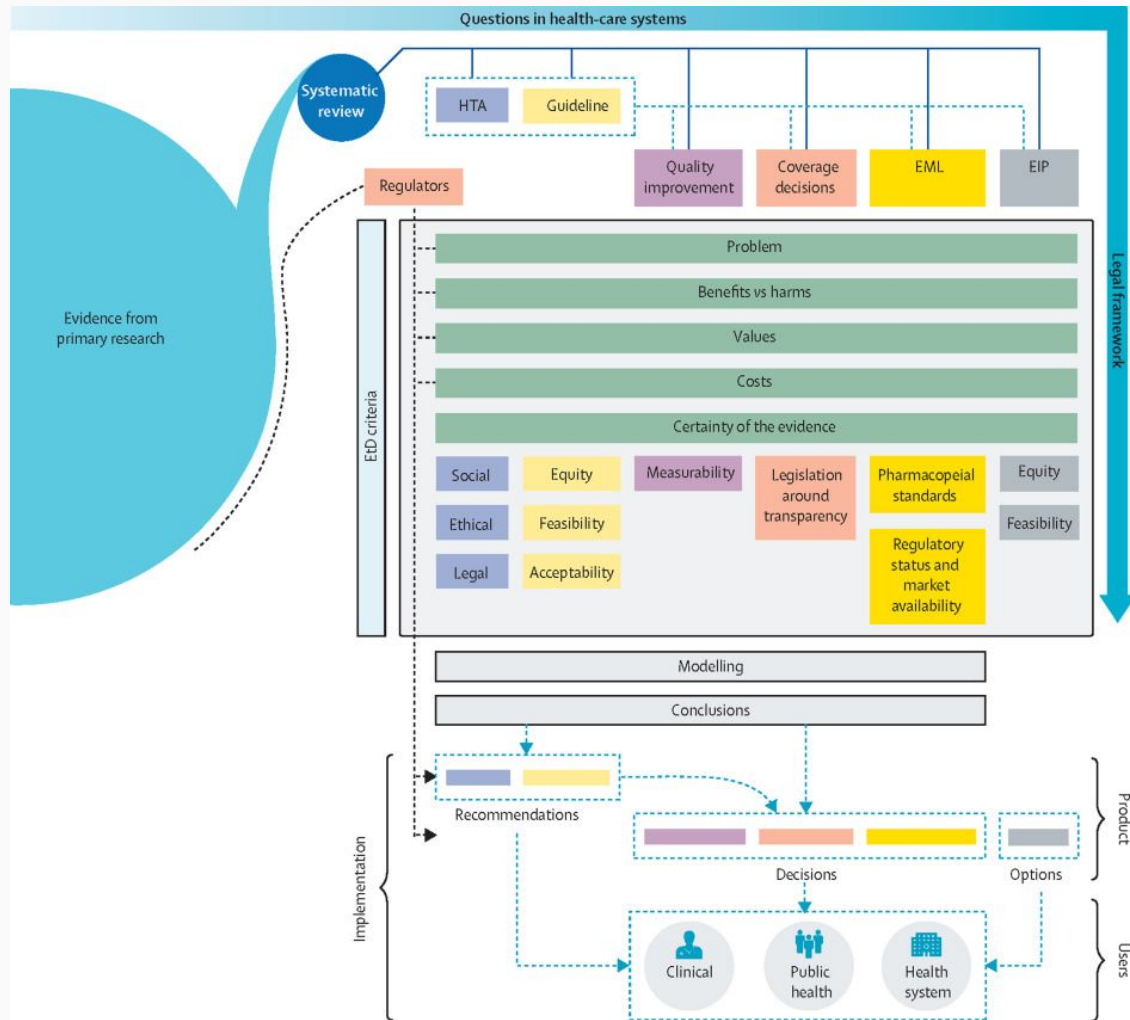 Questions in health-care systems
Systematic
review
HTA
Guideline
Regulators
Quality
improvement
Coverage
decisions
EML
EIP
Legal framework
Evidence from
primary research
EtD criteria
Problem
Benefits vs harms
Values
Costs
Certainty of the evidence
Social
Equity
Measurability
Legislation
around
transparency
Pharmacopeial
standards
Equity
Ethical
Feasibility
Regulatory
status and
market
availability
Feasibility
Legal
Acceptability
Modelling
Conclusions
Implementation
Recommendations
Product
Decisions
Options
Users
Clinical
Public
health
Health
system